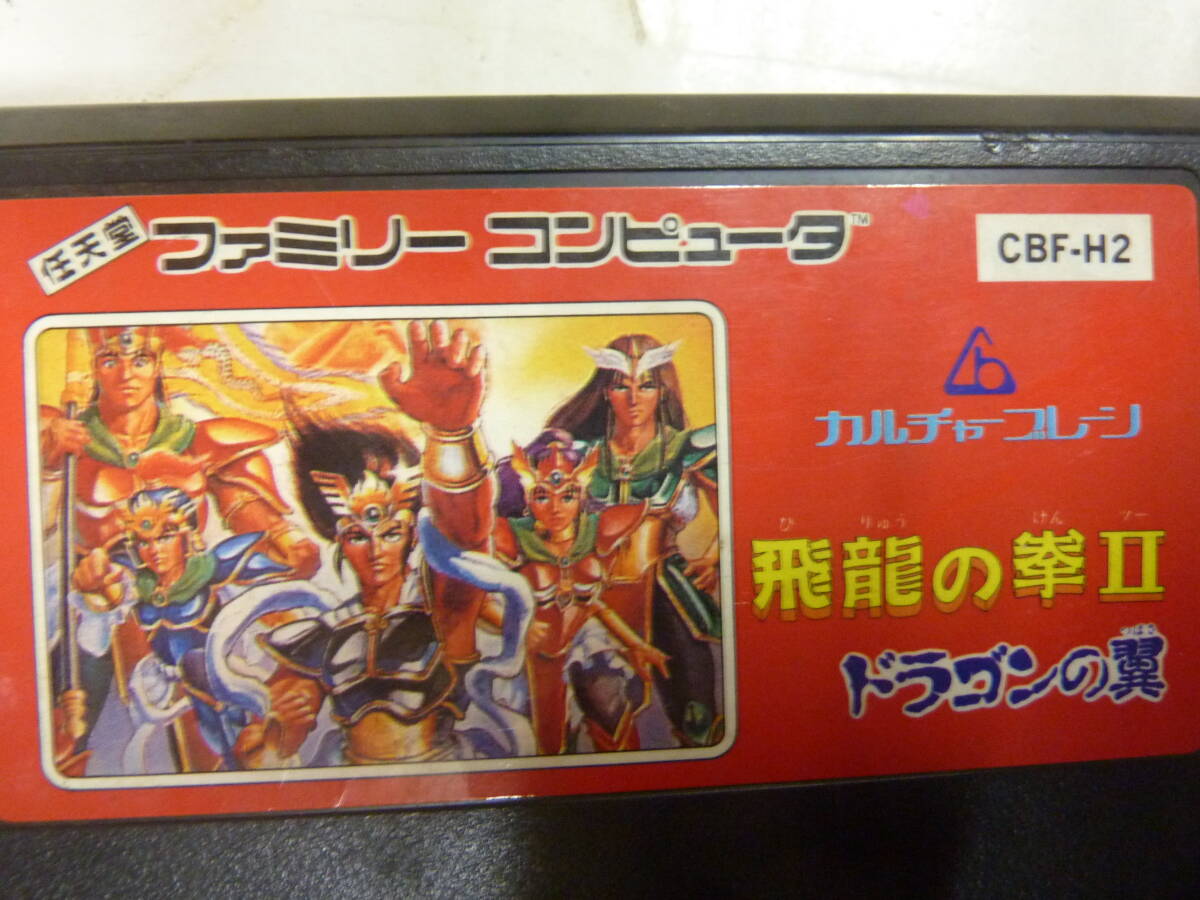 任天堂 ファミリー コンピュータ™
CBF-H2
カルチャーブレーン
ひ りゅう けん ツー
飛龍の拳II
つばさ
ドラゴンの翼